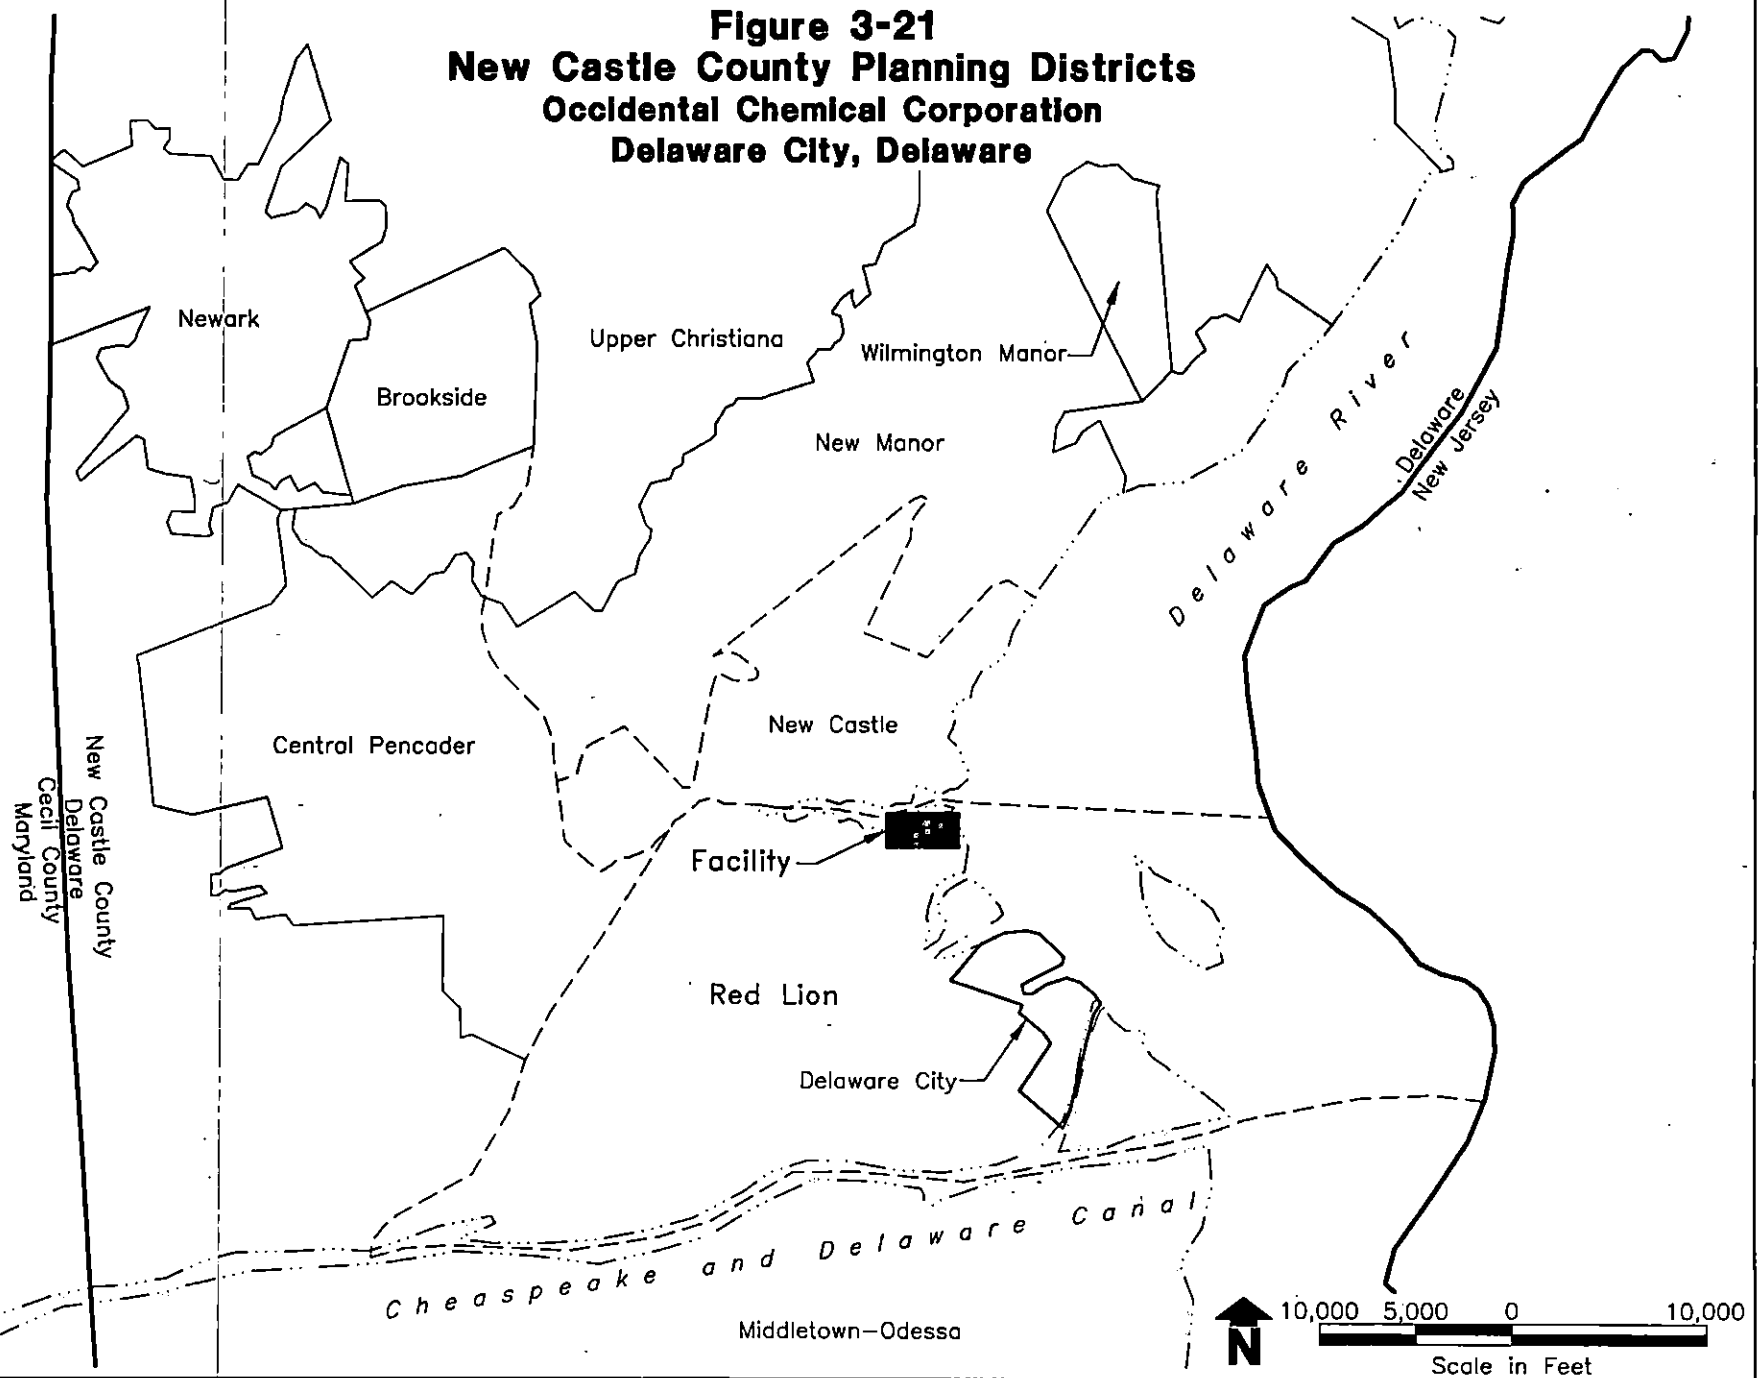 Figure 3-21
New Castle County Planning Districts
Occidental Chemical Corporation
Delaware City, Delaware
Newark
Upper Christiana
Wilmington Manor
Brookside
New Manor
Delaware River
Delaware
New Jersey
New Castle
Central Pencader
New Castle County
Delaware
Cecil County
Maryland
Facility
Red Lion
Delaware City
Cheaspeake and Delaware Canal
Middletown-Odessa
N
10,000 5,000 0 10,000
Scale in Feet